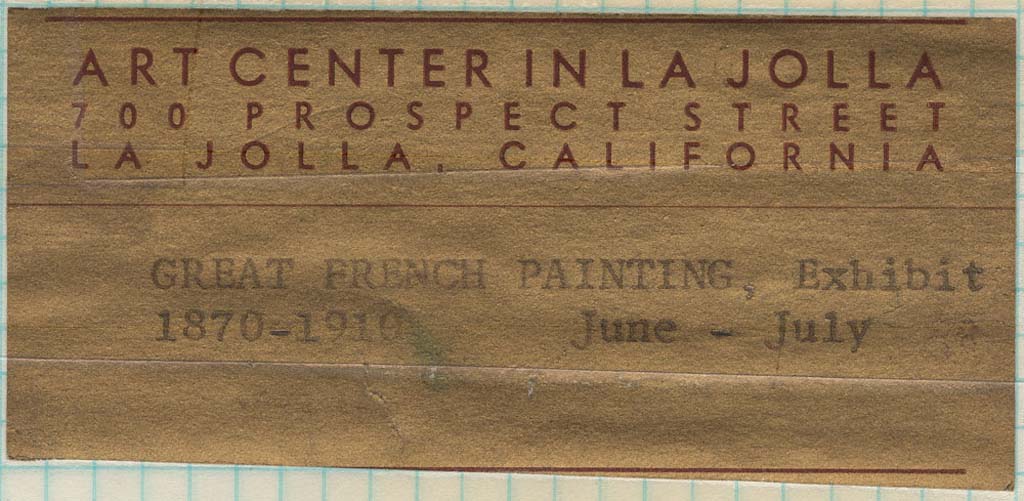 ART CENTER IN LA JOLLA
700 PROSPECT STREET
LA JOLLA, CALIFORNIA
GREAT FRENCH PAINTING, Exhibit
1870-1910 June - July